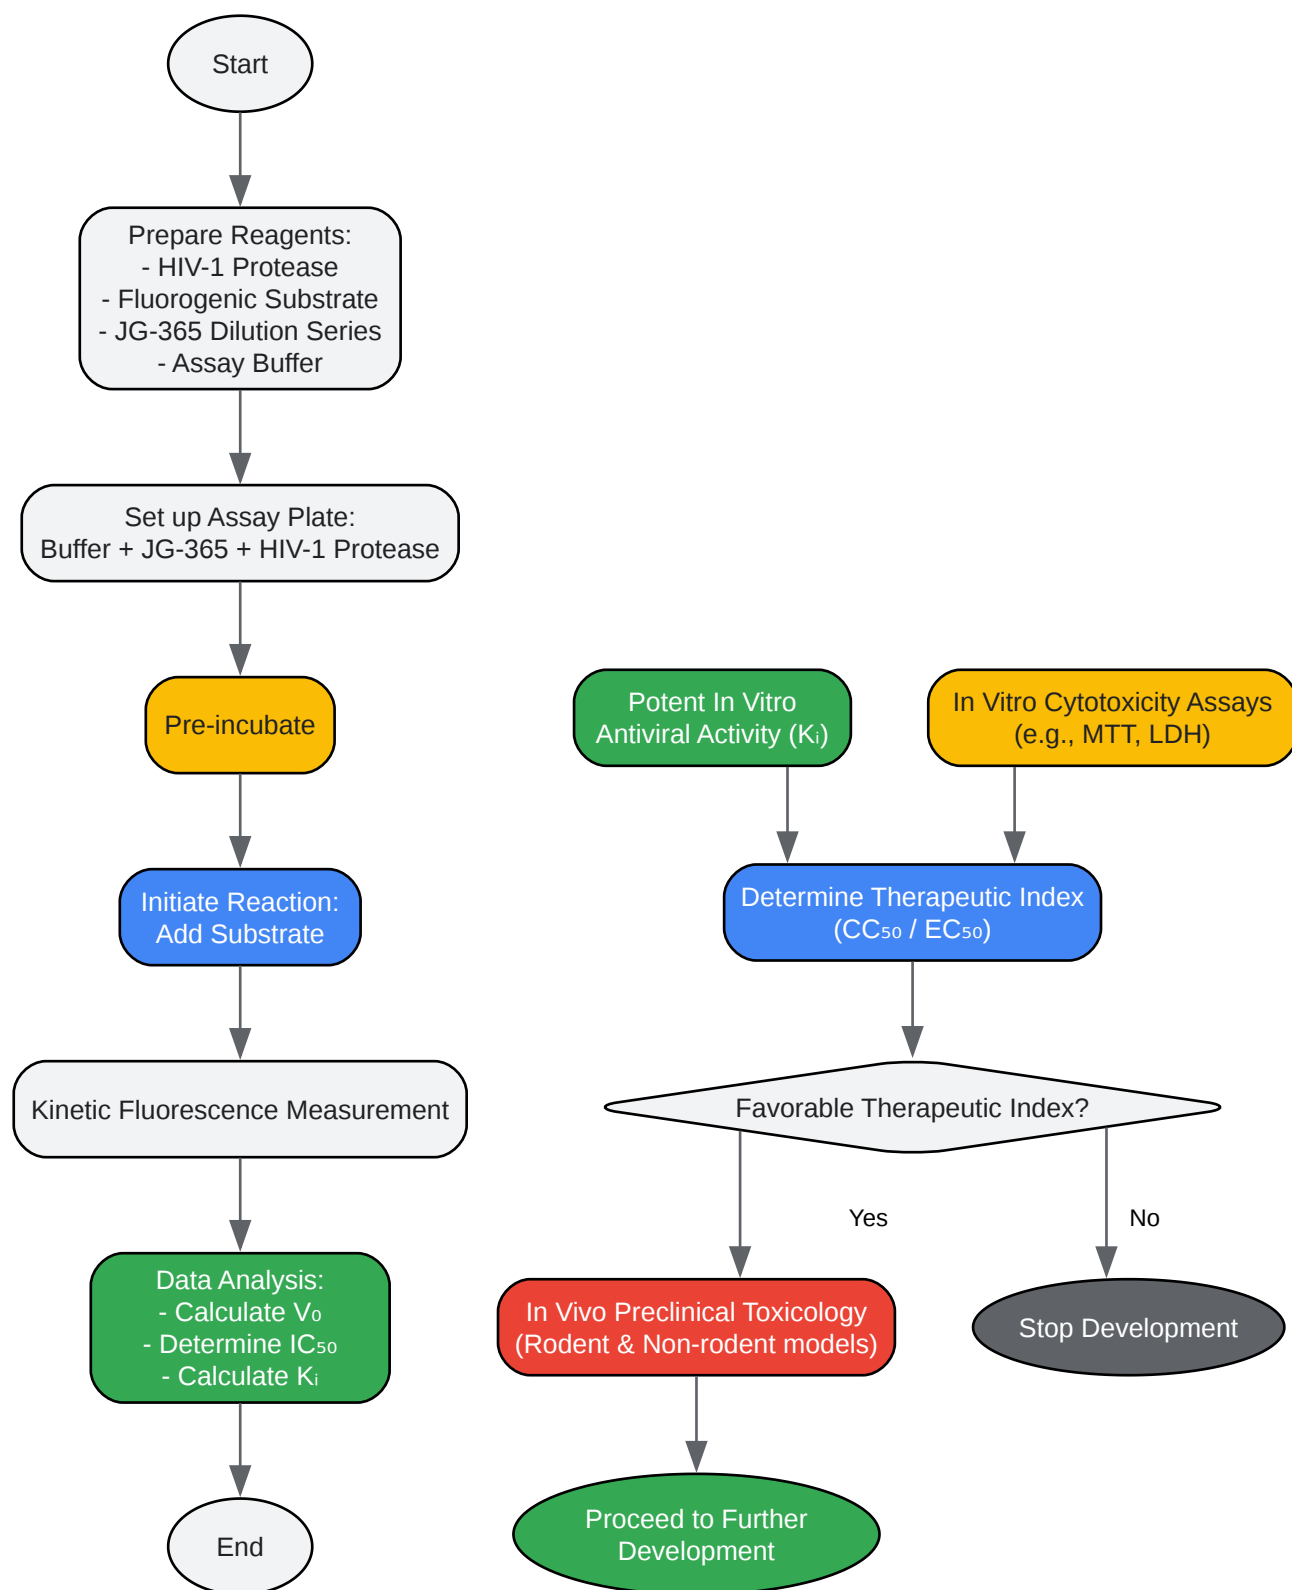 Start
Prepare Reagents:
- HIV-1 Protease
- Fluorogenic Substrate
- JG-365 Dilution Series
- Assay Buffer
Set up Assay Plate:
Buffer + JG-365 + HIV-1 Protease
Pre-incubate
Initiate Reaction:
Add Substrate
Kinetic Fluorescence Measurement
Data Analysis:
- Calculate V₀
- Determine IC₅₀
- Calculate Kᵢ
End
Potent In Vitro
Antiviral Activity (Kᵢ)
In Vitro Cytotoxicity Assays
(e.g., MTT, LDH)
Determine Therapeutic Index
(CC₅₀ / EC₅₀)
Favorable Therapeutic Index?
Yes
No
In Vivo Preclinical Toxicology
(Rodent & Non-rodent models)
Stop Development
Proceed to Further
Development